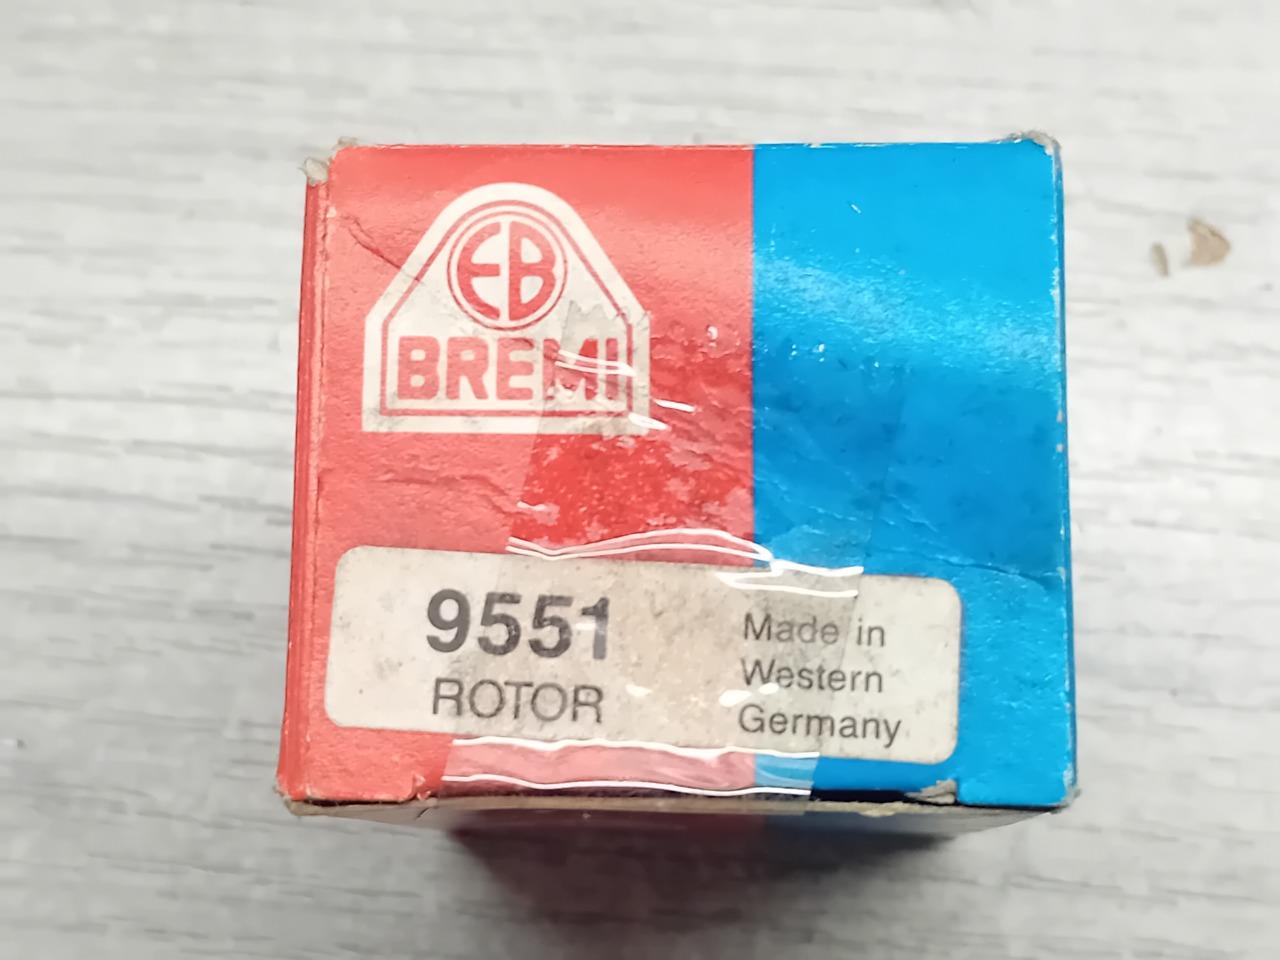 EB
BREMI
9551
ROTOR
Made in
Western
Germany